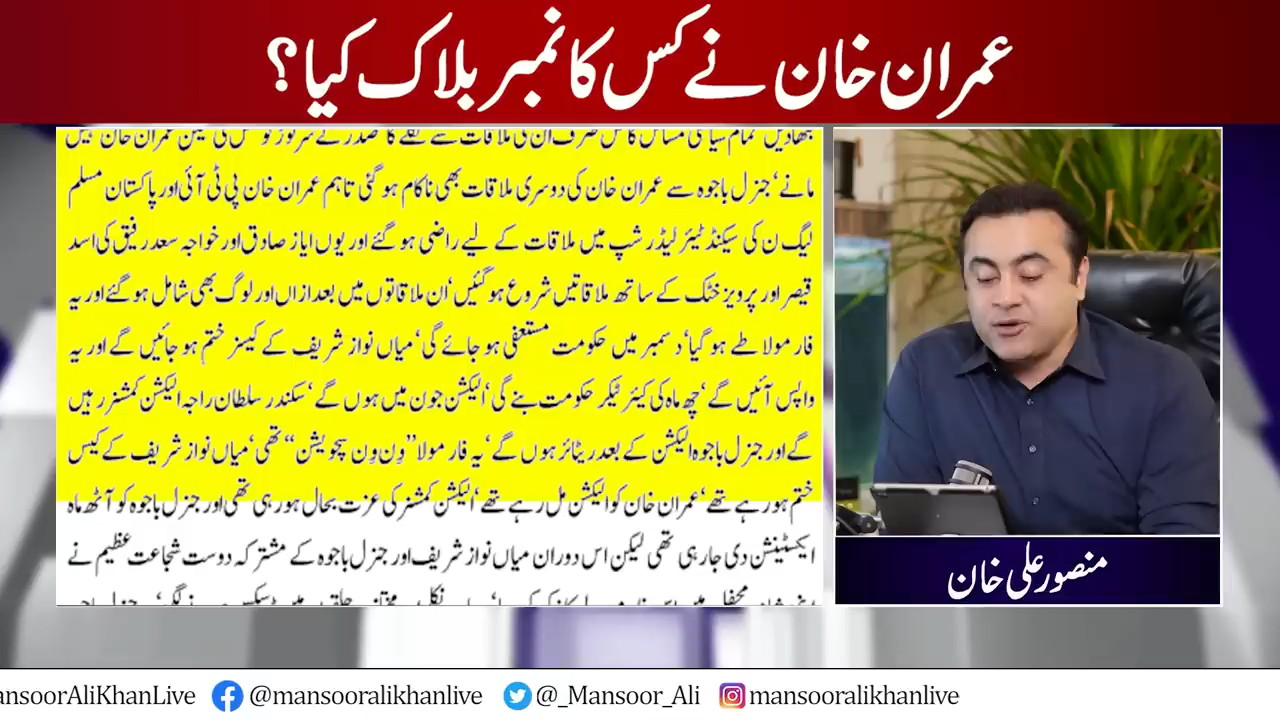 عمران خان نے کس کا نمبر بلاک کیا؟
مانے‘ جنرل باجوہ سے عمران خان کی دوسری ملاقات بھی ناکام ہو گئی تاہم عمران خان پی ٹی آئی اور پاکستان مسلم
لیگ ن کی سیکنڈ ٹیئر لیڈر شپ میں ملاقات کے لیے راضی ہو گئے اور یوں ایاز صادق اور خواجہ سعد رفیق کی اسد
قیصر اور پرویز خٹک کے ساتھ ملاقاتیں شروع ہو گئیں‘ ان ملاقاتوں میں بعدازاں اور لوگ بھی شامل ہو گئے اور یہ
فارمولا طے ہو گیا‘ دسمبر میں حکومت مستعفی ہو جائے گی‘ میاں نواز شریف کے کیسز ختم ہو جائیں گے اور یہ
واپس آئیں گے‘ چھ ماہ کی کیئر ٹیکر حکومت بنے گی‘ الیکشن جون میں ہوں گے‘ سکندر سلطان راجہ الیکشن کمشنر رہیں
گے اور جنرل باجوہ الیکشن کے بعد ریٹائر ہوں گے‘ یہ فارمولا ’’وِن وِن سچویشن‘‘ تھی‘ میاں نواز شریف کے کیس
ختم ہو رہے تھے‘ عمران خان کو الیکشن مل رہے تھے‘ الیکشن کمشنر کی عزت بحال ہو رہی تھی اور جنرل باجوہ کو آٹھ ماہ
ایکسٹینشن دی جا رہی تھی لیکن اس دوران میاں نواز شریف اور جنرل باجوہ کے مشترکہ دوست شجاعت عظیم نے
منصور علی خان
ansoorAliKhanLive @mansooralikhanlive @_Mansoor_Ali mansooralikhanlive